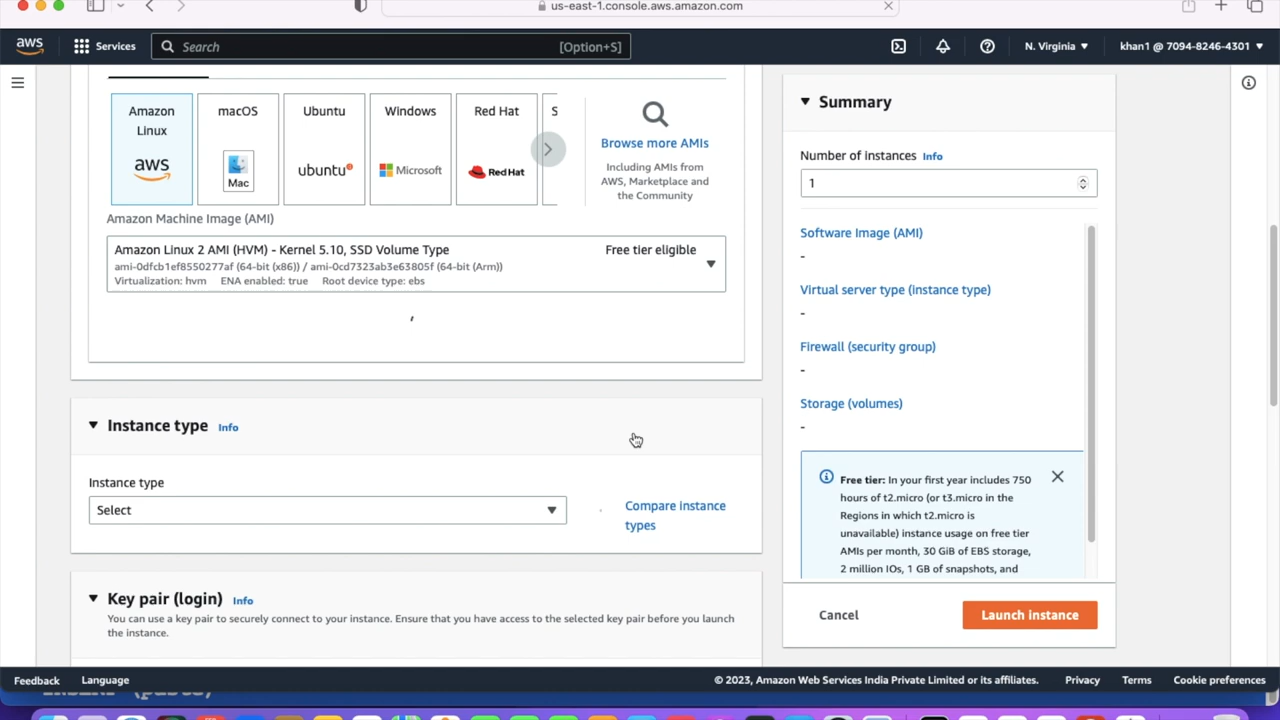 us-east-1.console.aws.amazon.com
aws
Services
Search
[Option+S]
N. Virginia
khan1 @ 7094-8246-4301
Amazon
Linux
aws
macOS
Mac
Ubuntu
ubuntu
Windows
Microsoft
Red Hat
Red Hat
S
Browse more AMIs
Including AMIs from
AWS, Marketplace and
the Community
Amazon Machine Image (AMI)
Amazon Linux 2 AMI (HVM) - Kernel 5.10, SSD Volume Type
Free tier eligible
ami-0dfcb1ef8550277af (64-bit (x86)) / ami-0cd7323ab3e63805f (64-bit (Arm))
Virtualization: hvm ENA enabled: true Root device type: ebs
Instance type Info
Instance type
Select
Compare instance
types
Key pair (login) Info
You can use a key pair to securely connect to your instance. Ensure that you have access to the selected key pair before you launch
the instance.
Summary
Number of instances Info
1
Software Image (AMI)
-
Virtual server type (instance type)
-
Firewall (security group)
-
Storage (volumes)
-
Free tier: In your first year includes 750
hours of t2.micro (or t3.micro in the
Regions in which t2.micro is
unavailable) instance usage on free tier
AMIs per month, 30 GiB of EBS storage,
2 million IOs, 1 GB of snapshots, and
Cancel
Launch instance
Feedback
Language
© 2023, Amazon Web Services India Private Limited or its affiliates.
Privacy
Terms
Cookie preferences